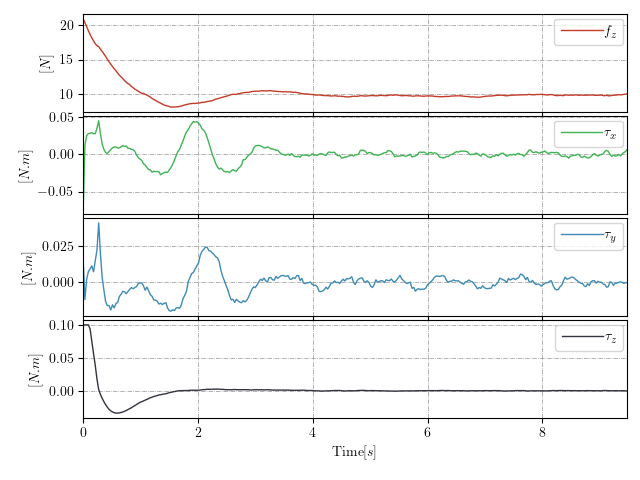 20
15
10
[N]
f_z
0.05
0.00
−0.05
[N.m]
τ_x
0.025
0.000
[N.m]
τ_y
0.10
0.05
0.00
[N.m]
τ_z
0 2 4 6 8
Time[s]